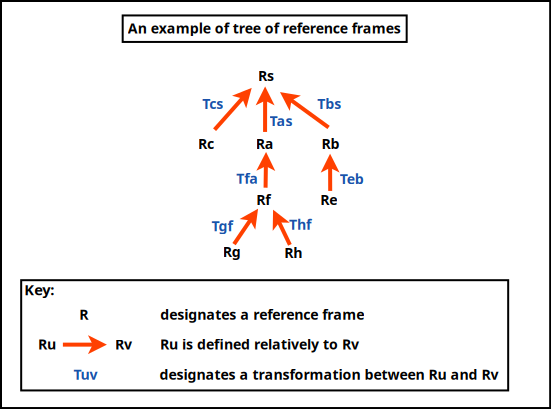 An example of tree of reference frames
Rs
Tcs Tbs
Tas
Rc Ra Rb
Tfa Teb
Rf Re
Tgf Thf
Rg Rh
Key:
R designates a reference frame
Ru Rv Ru is defined relatively to Rv
Tuv designates a transformation between Ru and Rv